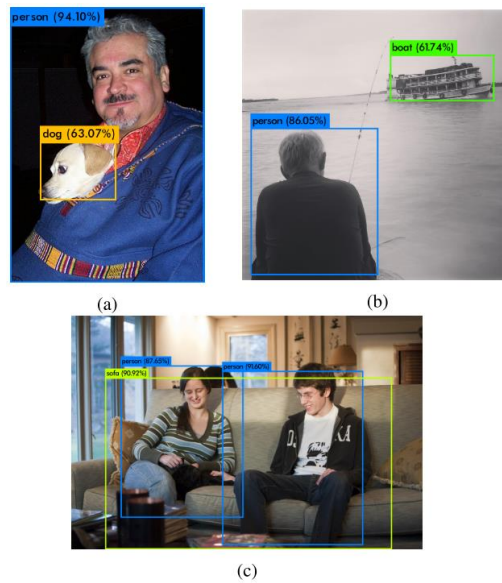 person (94.10%)
dog (63.07%)
(a)
boat (61.74%)
person (86.05%)
(b)
person (87.65%)
sofa (90.92%)
person (91.60%)
(c)